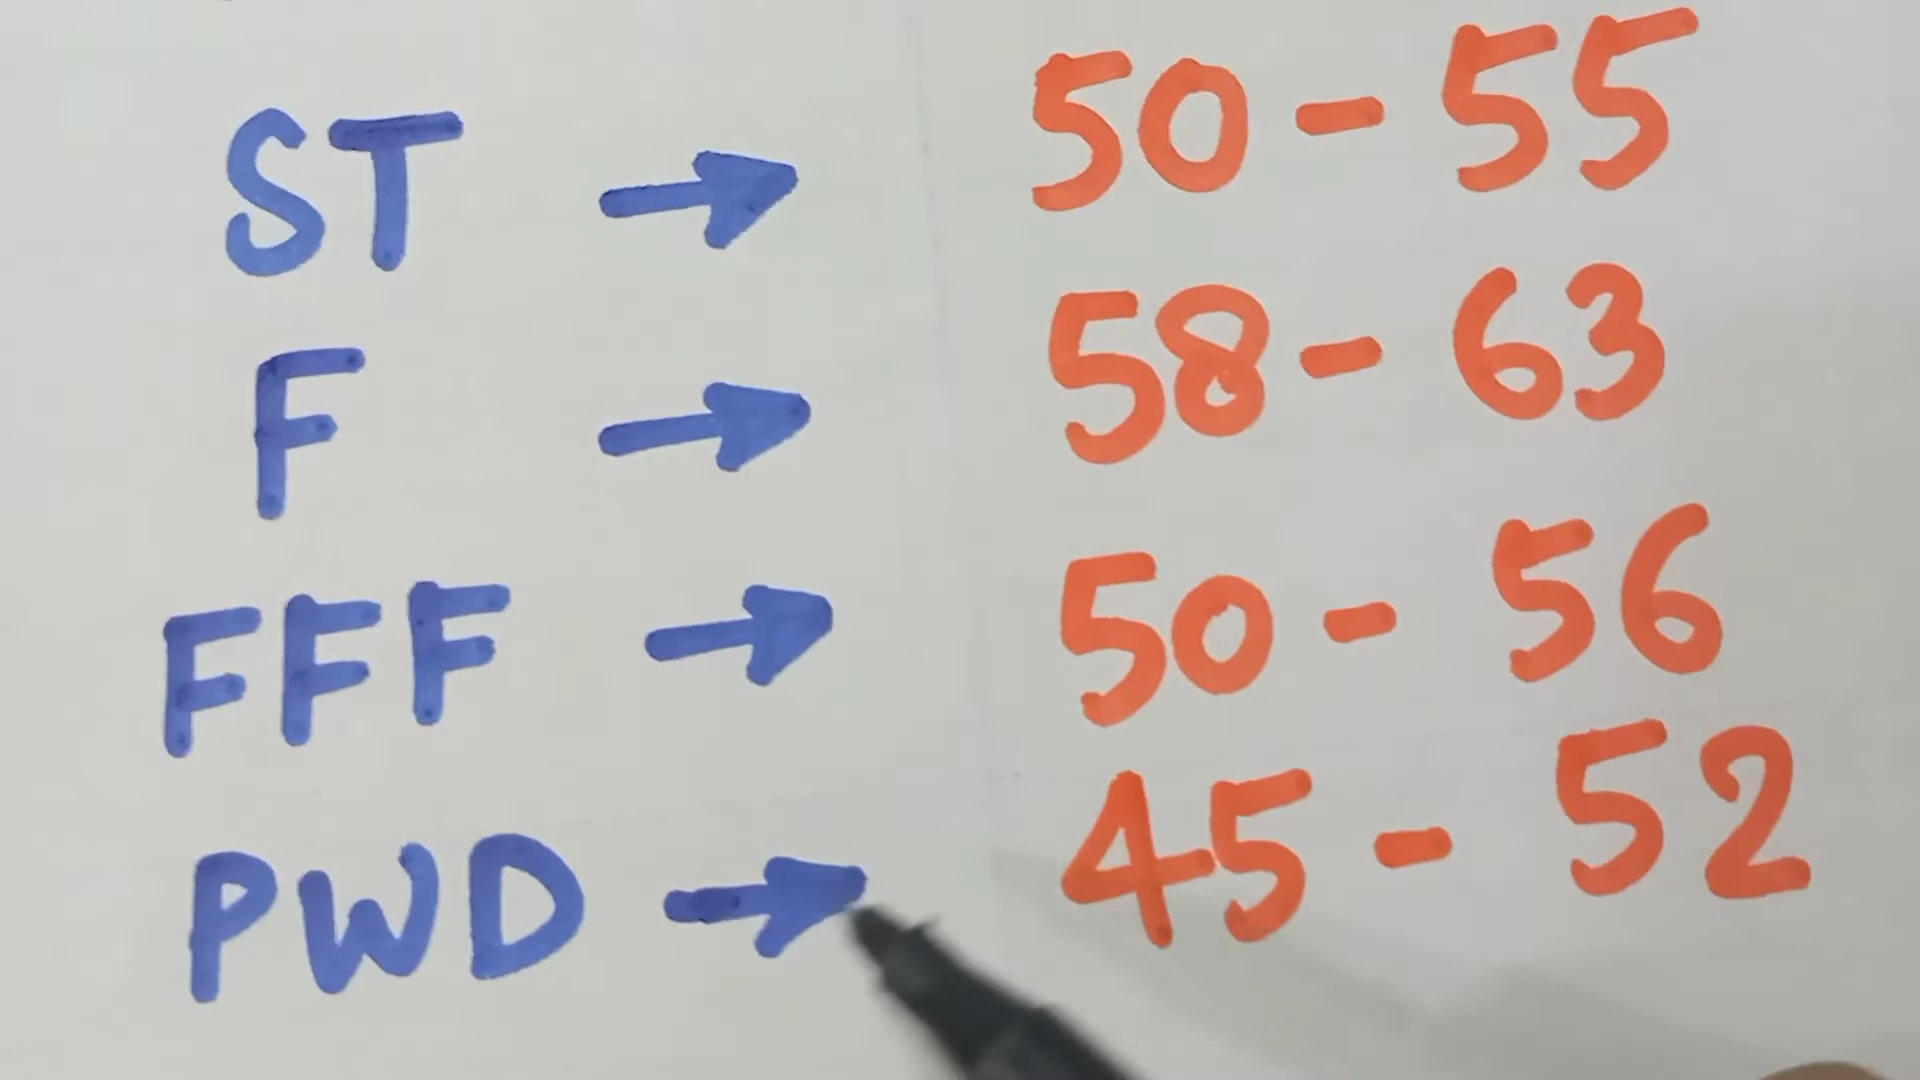 ST → 50 - 55
F → 58 - 63
FFF → 50 - 56
PWD → 45 - 52